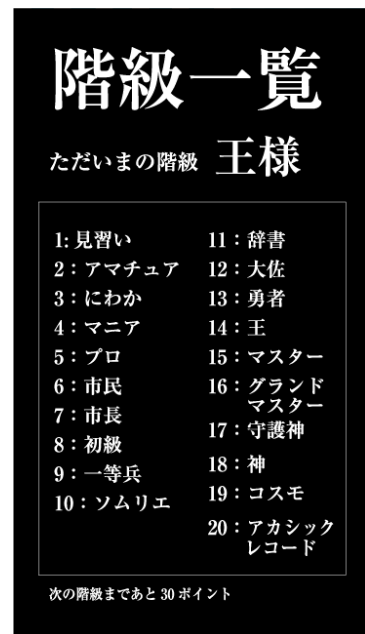 階級一覧
ただいまの階級 王様
1: 見習い
2：アマチュア
3：にわか
4：マニア
5：プロ
6：市民
7：市長
8：初級
9：一等兵
10：ソムリエ
11：辞書
12：大佐
13：勇者
14：王
15：マスター
16：グランド
マスター
17：守護神
18：神
19：コスモ
20：アカシック
レコード
次の階級まであと 30 ポイント